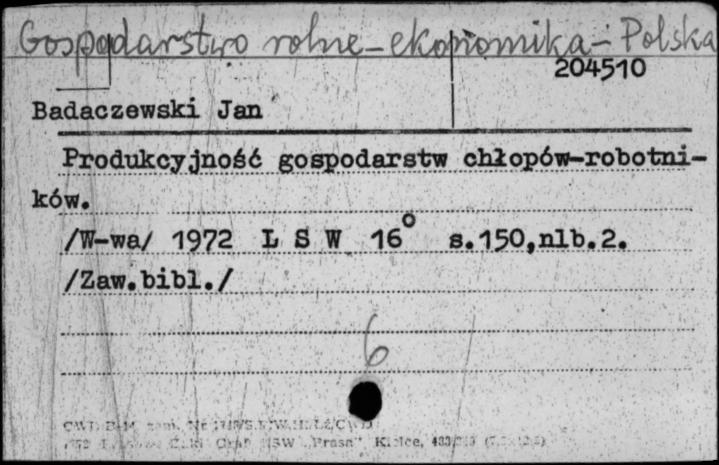 Gospodarstwo rolne - ekonomika - Polska
204510
Badaczewski Jan
Produkcyjność gospodarstw chłopów-robotni-
ków.
/W-wa/ 1972 L S W 16° s.150,nlb.2.
/Zaw.bibl./
6
Kielce,